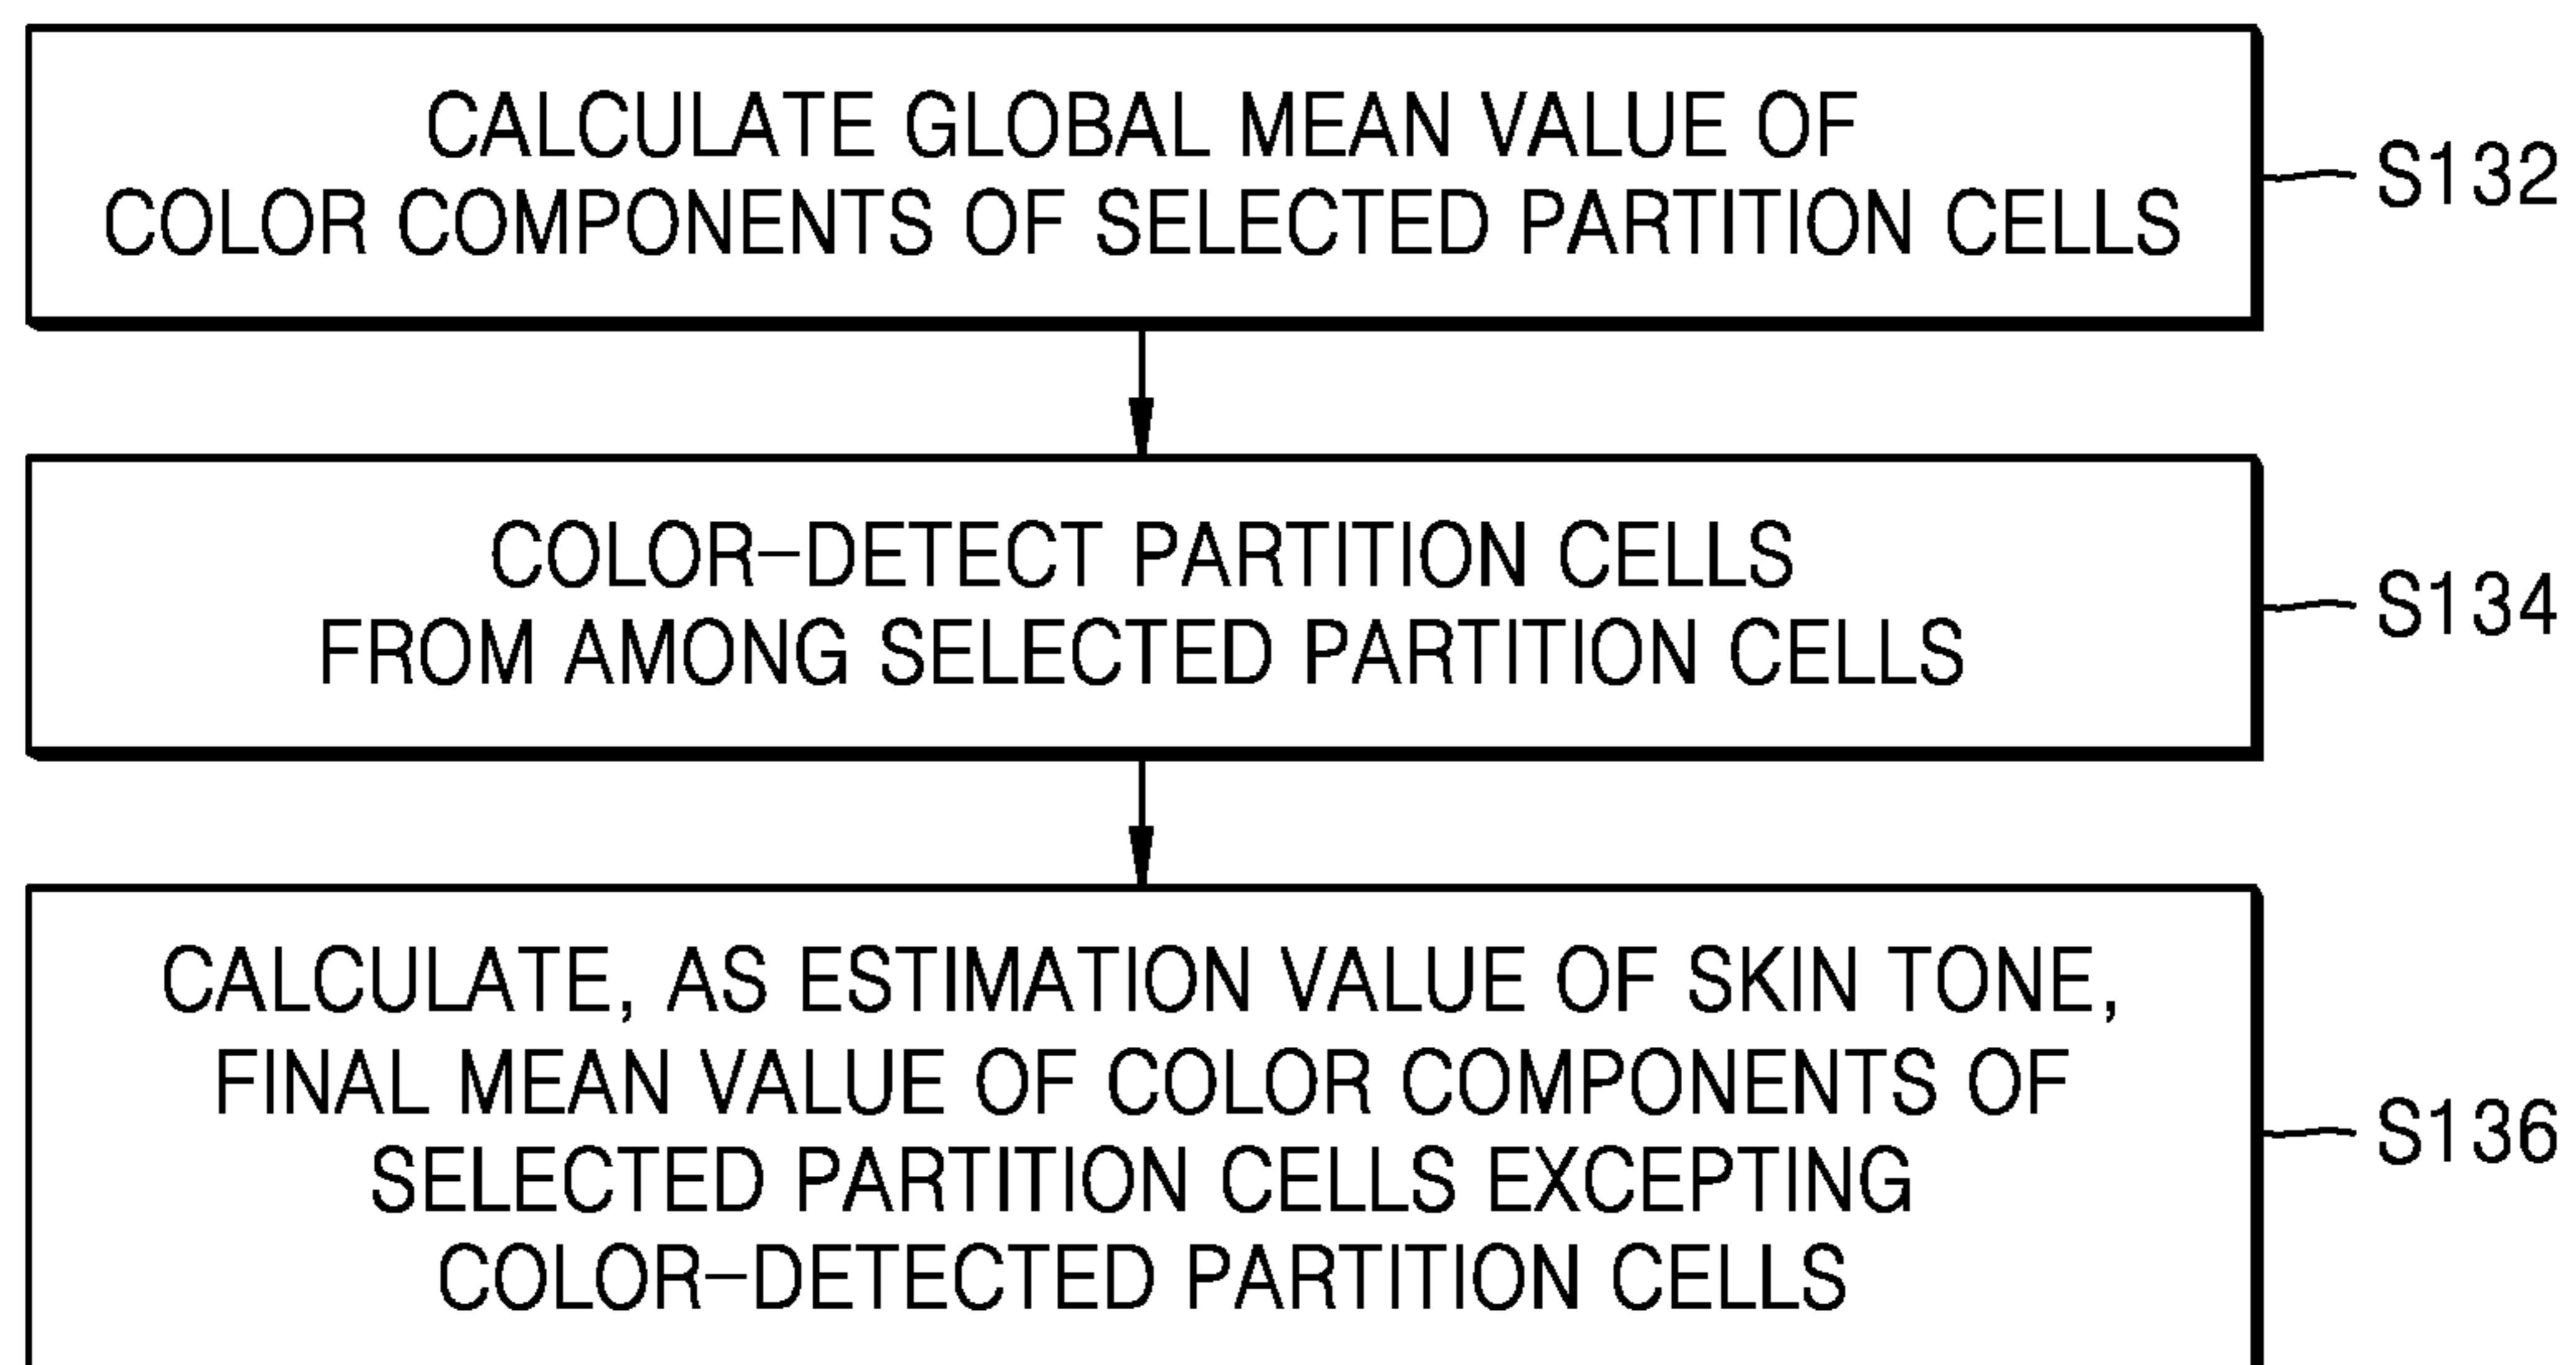 CALCULATE GLOBAL MEAN VALUE OF
COLOR COMPONENTS OF SELECTED PARTITION CELLS
S132
COLOR-DETECT PARTITION CELLS
FROM AMONG SELECTED PARTITION CELLS
S134
CALCULATE, AS ESTIMATION VALUE OF SKIN TONE,
FINAL MEAN VALUE OF COLOR COMPONENTS OF
SELECTED PARTITION CELLS EXCEPTING
COLOR-DETECTED PARTITION CELLS
S136